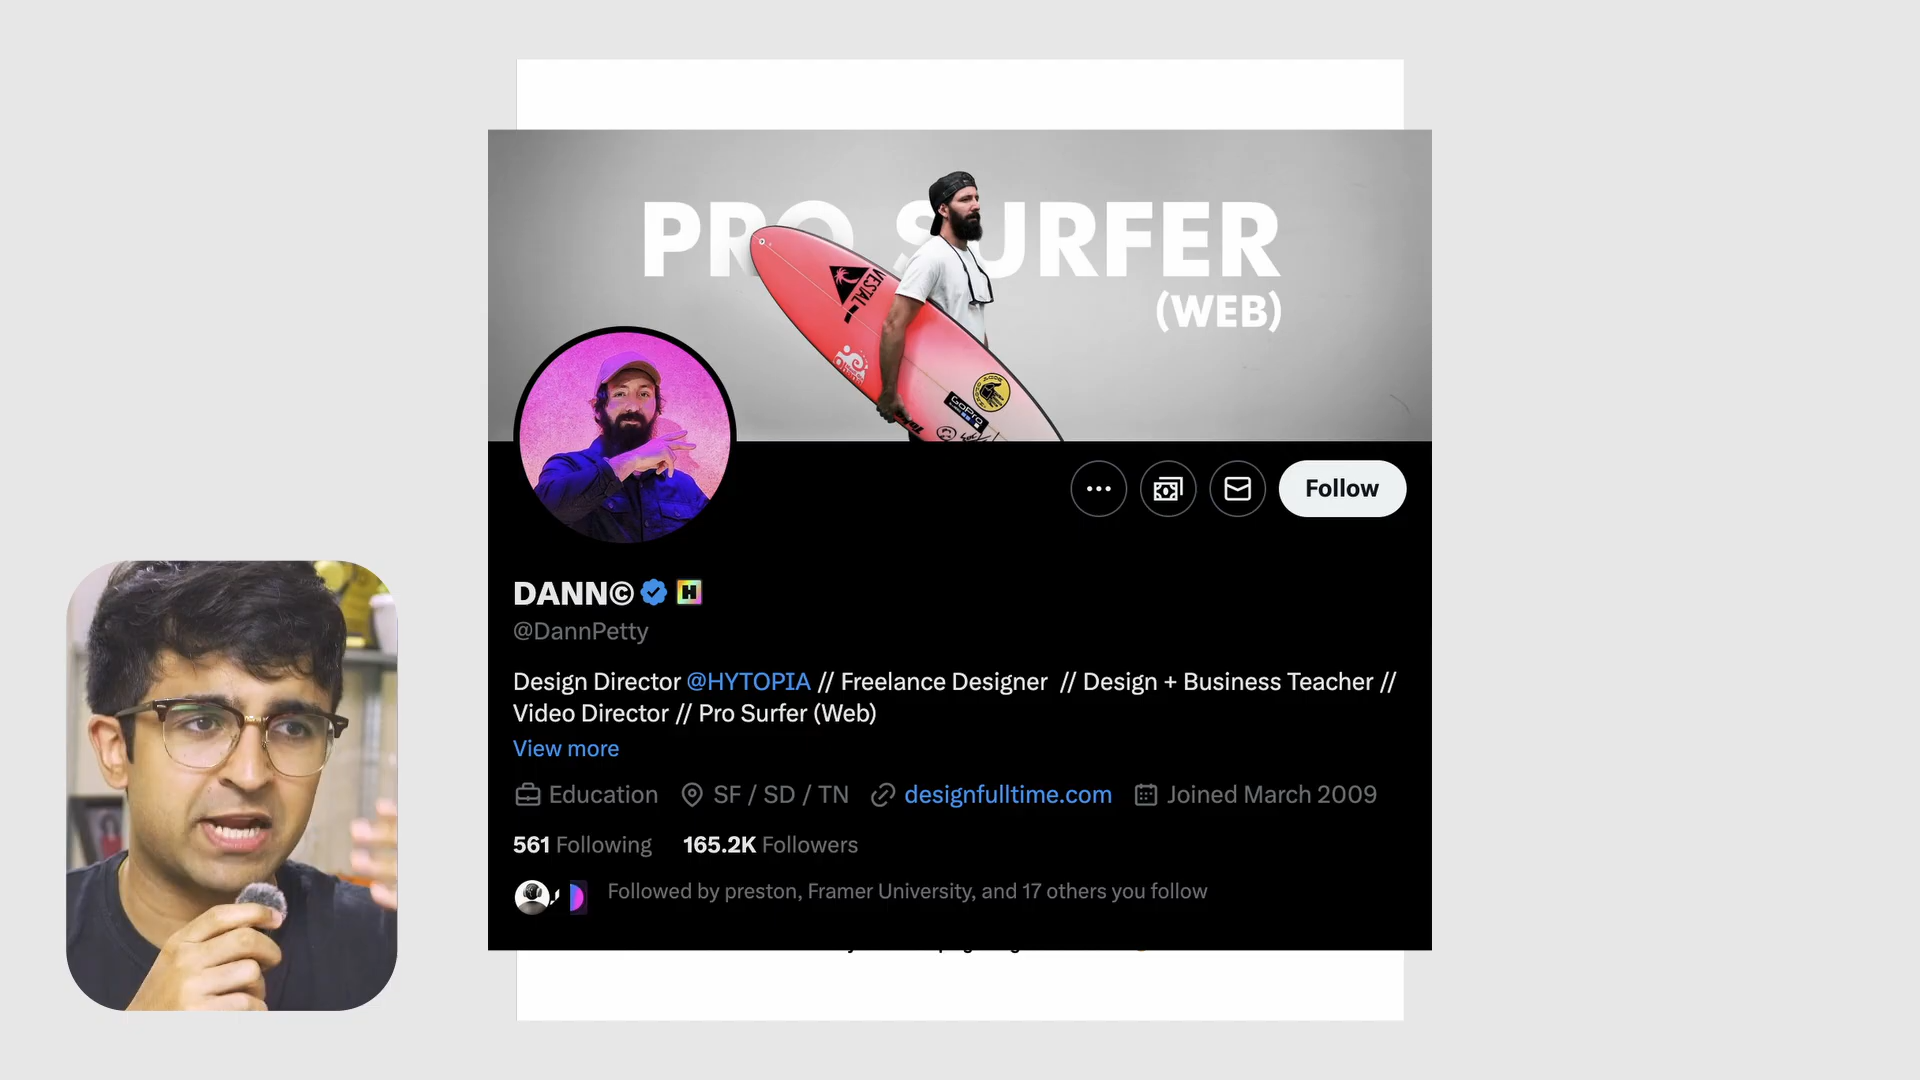 PRO SURFER
(WEB)
VESTAL
GoPro
Follow
DANN©
H
@DannPetty
Design Director @HYTOPIA // Freelance Designer // Design + Business Teacher //
Video Director // Pro Surfer (Web)
View more
Education SF / SD / TN designfulltime.com Joined March 2009
561 Following 165.2K Followers
Followed by preston, Framer University, and 17 others you follow